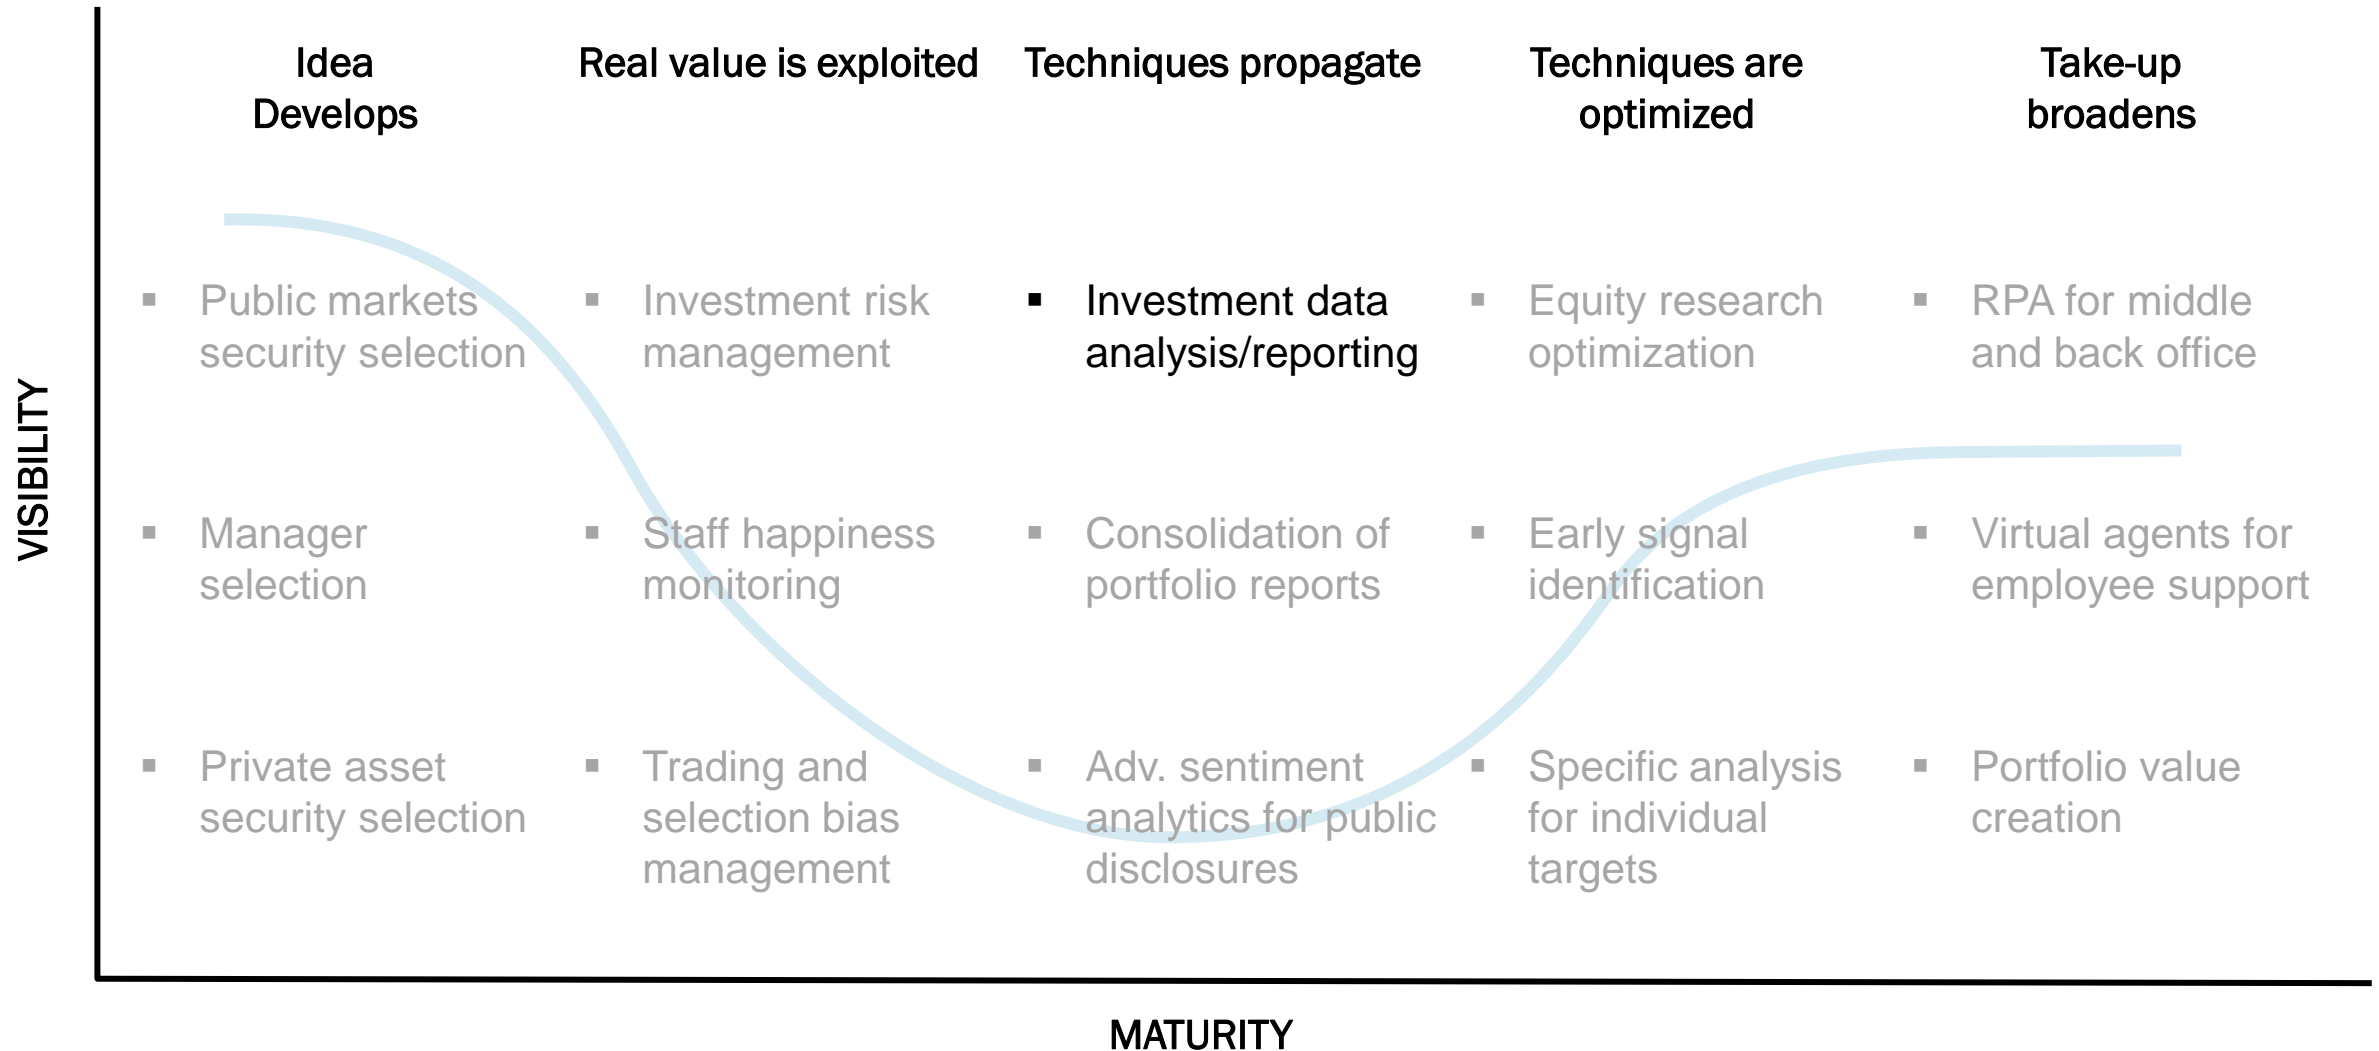 Idea
Develops
Real value is exploited
Techniques propagate
Techniques are
optimized
Take-up
broadens
VISIBILITY
▪ Public markets
security selection
▪ Investment risk
management
▪ Investment data
analysis/reporting
▪ Equity research
optimization
▪ RPA for middle
and back office
▪ Manager
selection
▪ Staff happiness
monitoring
▪ Consolidation of
portfolio reports
▪ Early signal
identification
▪ Virtual agents for
employee support
▪ Private asset
security selection
▪ Trading and
selection bias
management
▪ Adv. sentiment
analytics for public
disclosures
▪ Specific analysis
for individual
targets
▪ Portfolio value
creation
MATURITY